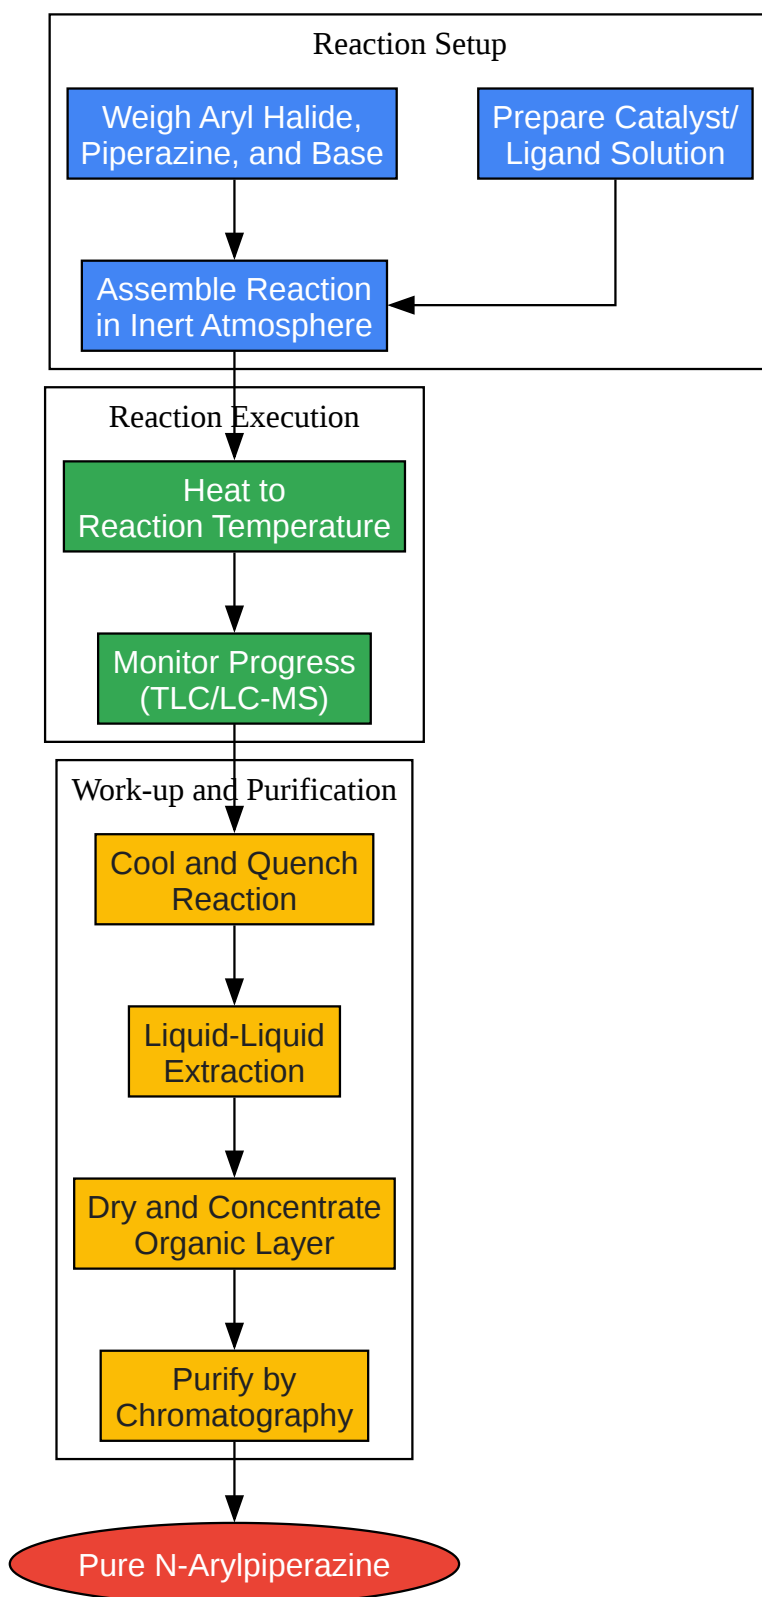 Reaction Setup
Weigh Aryl Halide,
Piperazine, and Base
Prepare Catalyst/
Ligand Solution
Assemble Reaction
in Inert Atmosphere
Reaction Execution
Heat to
Reaction Temperature
Monitor Progress
(TLC/LC-MS)
Work-up and Purification
Cool and Quench
Reaction
Liquid-Liquid
Extraction
Dry and Concentrate
Organic Layer
Purify by
Chromatography
Pure N-Arylpiperazine